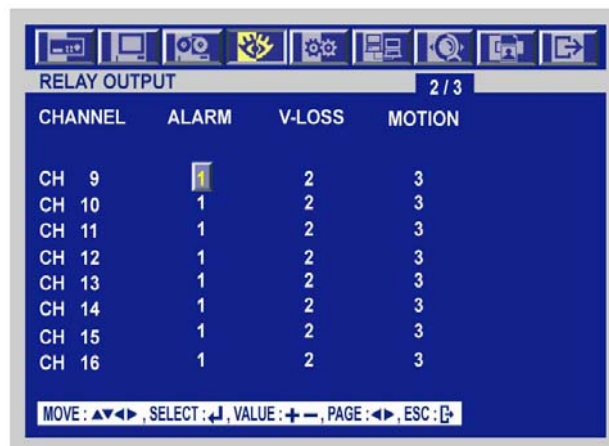 RELAY OUTPUT 2 / 3
CHANNEL ALARM V-LOSS MOTION
CH 9 1 2 3
CH 10 1 2 3
CH 11 1 2 3
CH 12 1 2 3
CH 13 1 2 3
CH 14 1 2 3
CH 15 1 2 3
CH 16 1 2 3
MOVE : ▲▼◀▶ , SELECT : ↵ , VALUE : + − , PAGE : ◀▶ , ESC :